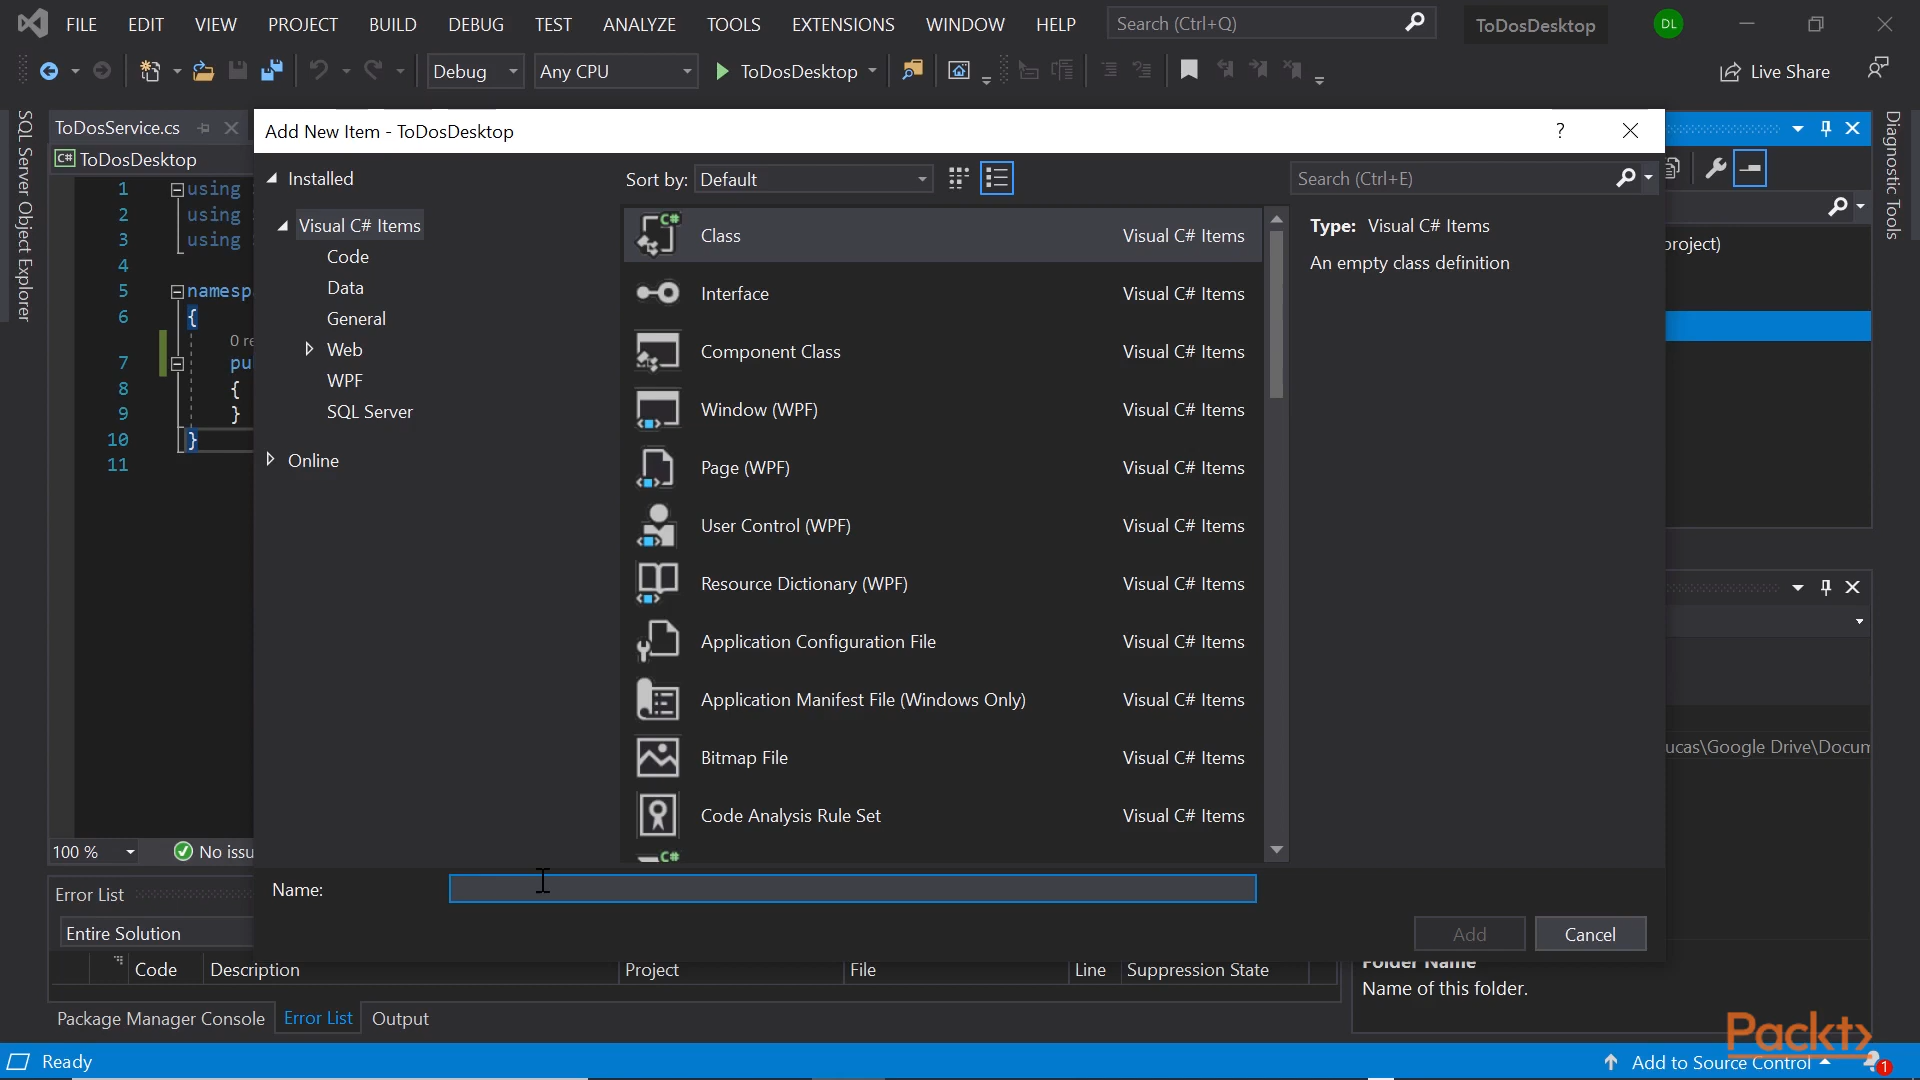 FILE EDIT VIEW PROJECT BUILD DEBUG TEST ANALYZE TOOLS EXTENSIONS WINDOW HELP Search (Ctrl+Q) ToDosDesktop DL
Debug Any CPU ToDosDesktop Live Share
SQL Server Object Explorer
ToDosService.cs
C# ToDosDesktop
1 using
2 using
3 using
4
5 namesp
6 {
0 re
7 pu
8 {
9 }
10 }
11
100 % No issu
Add New Item - ToDosDesktop ?
Installed
Visual C# Items
Code
Data
General
Web
WPF
SQL Server
Online
Sort by: Default
Search (Ctrl+E)
C# Class Visual C# Items
Interface Visual C# Items
Component Class Visual C# Items
Window (WPF) Visual C# Items
Page (WPF) Visual C# Items
User Control (WPF) Visual C# Items
Resource Dictionary (WPF) Visual C# Items
Application Configuration File Visual C# Items
Application Manifest File (Windows Only) Visual C# Items
Bitmap File Visual C# Items
Code Analysis Rule Set Visual C# Items
C#
Type: Visual C# Items
An empty class definition
Name:
Add Cancel
Diagnostic Tools
project)
ucas\Google Drive\Docum
Folder Name
Name of this folder.
Error List
Entire Solution
Code Description Project File Line Suppression State
Package Manager Console Error List Output
Packt>
Ready Add to Source Control 1